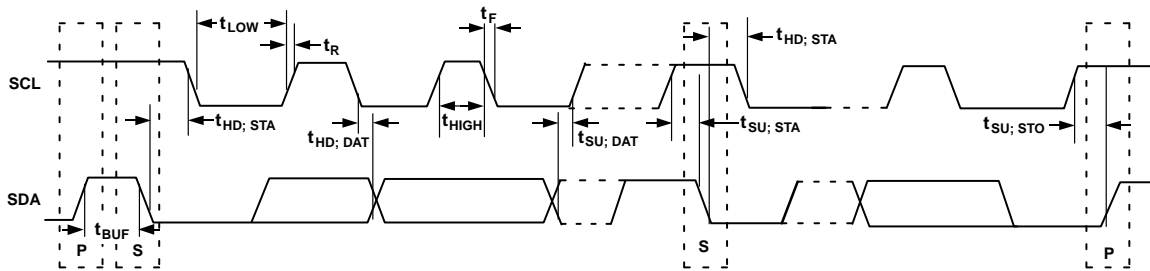 tLOW
tF
tR
tHD; STA
SCL
tHD; STA
tHD; DAT
tHIGH
tSU; DAT
tSU; STA
tSU; STO
SDA
tBUF
P
S
S
P